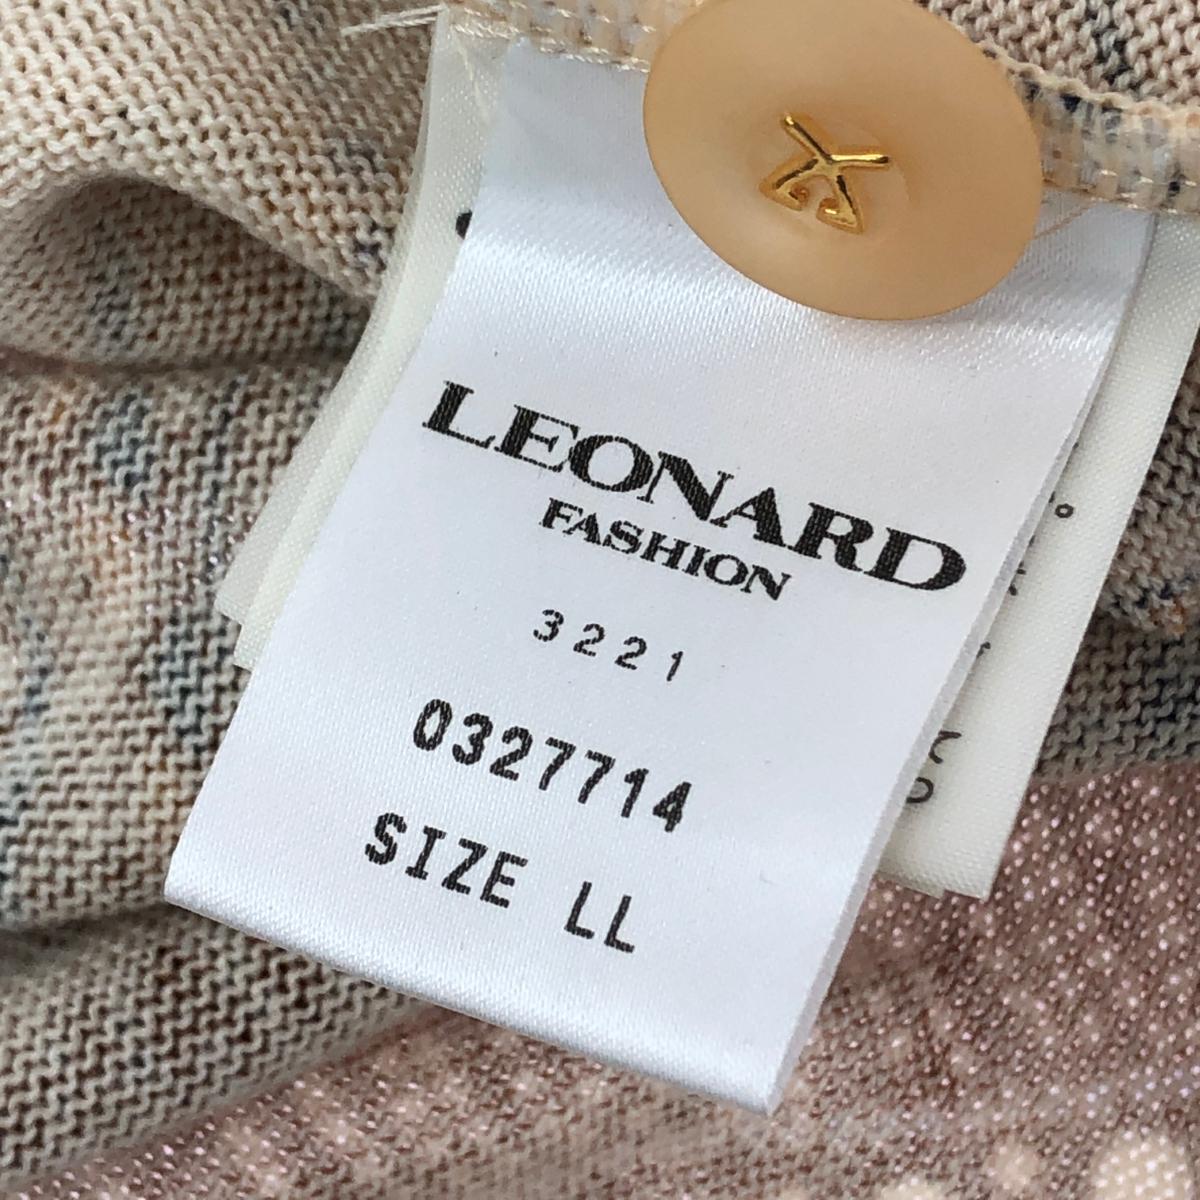 LEONARD
FASHION
3221
0327714
SIZE LL